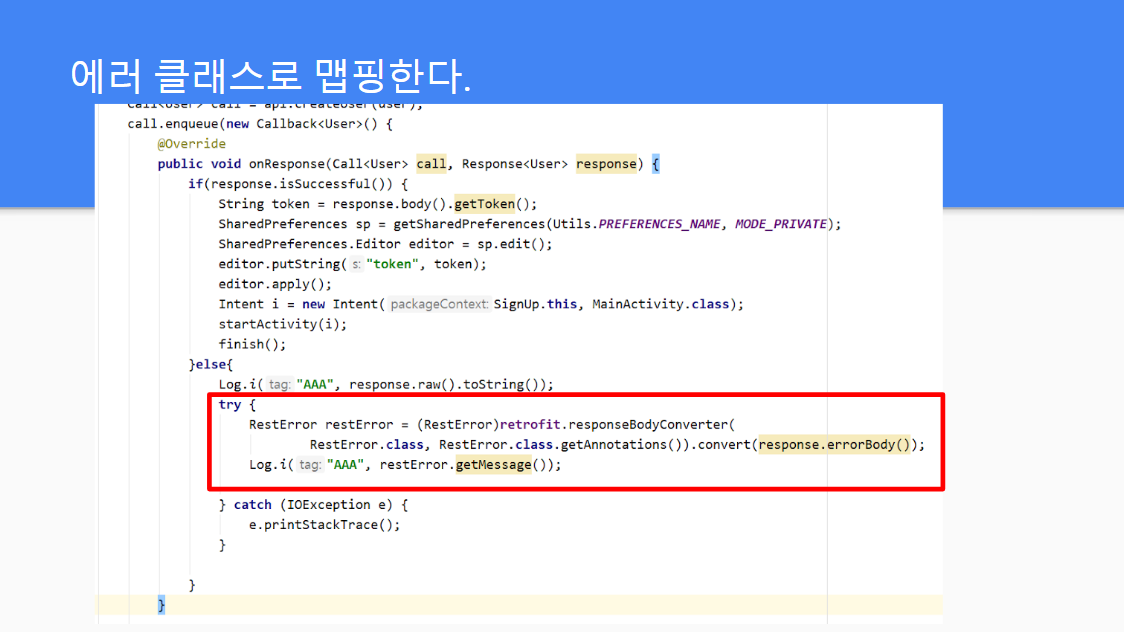 에러 클래스로 맵핑한다.
Call<User> call = api.createUser(user);
call.enqueue(new Callback<User>() {
@Override
public void onResponse(Call<User> call, Response<User> response) {
if(response.isSuccessful()) {
String token = response.body().getToken();
SharedPreferences sp = getSharedPreferences(Utils.PREFERENCES_NAME, MODE_PRIVATE);
SharedPreferences.Editor editor = sp.edit();
editor.putString( s: "token", token);
editor.apply();
Intent i = new Intent( packageContext: SignUp.this, MainActivity.class);
startActivity(i);
finish();
}else{
Log.i( tag: "AAA", response.raw().toString());
try {
RestError restError = (RestError)retrofit.responseBodyConverter(
RestError.class, RestError.class.getAnnotations()).convert(response.errorBody());
Log.i( tag: "AAA", restError.getMessage());
} catch (IOException e) {
e.printStackTrace();
}
}
}